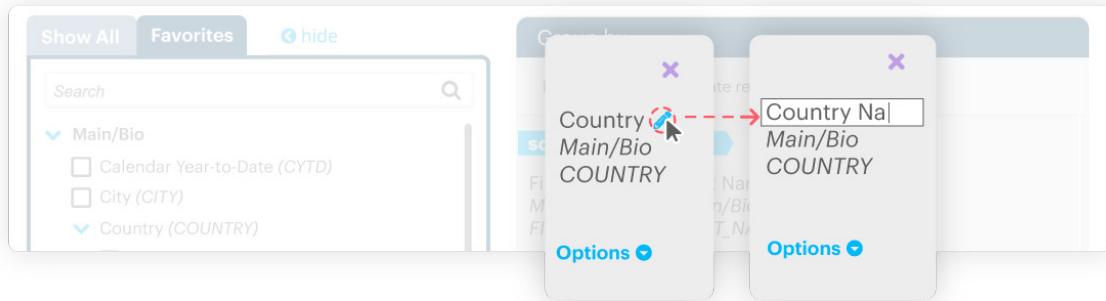 Show All
Favorites
hide
Search
Main/Bio
Calendar Year-to-Date (CYTD)
City (CITY)
Country (COUNTRY)
Country
Main/Bio
COUNTRY
Options
Country Na
Main/Bio
COUNTRY
Options